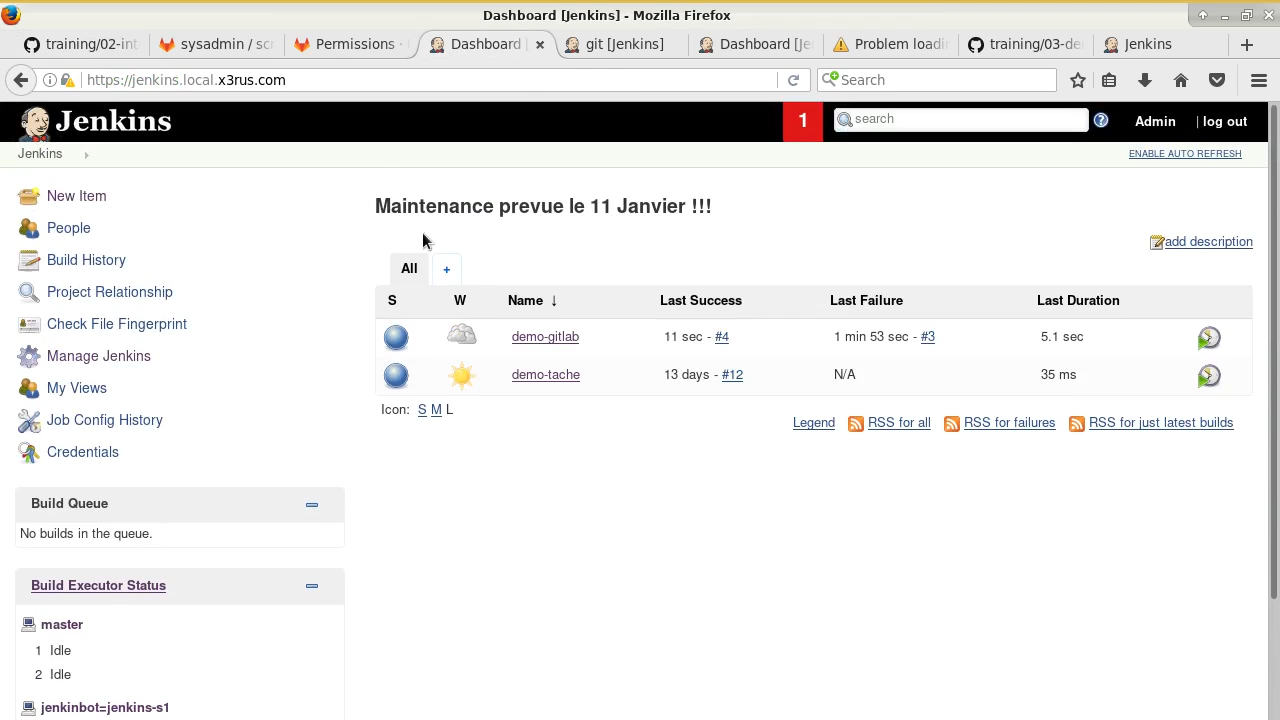 Dashboard [Jenkins] - Mozilla Firefox
training/02-int sysadmin / scr Permissions · Dashboard git [Jenkins] Dashboard [Je Problem loadi training/03-de Jenkins
https://jenkins.local.x3rus.com Search
Jenkins 1 search Admin | log out
Jenkins ENABLE AUTO REFRESH
New Item
People
Build History
Project Relationship
Check File Fingerprint
Manage Jenkins
My Views
Job Config History
Credentials
Build Queue
No builds in the queue.
Build Executor Status
master
1 Idle
2 Idle
jenkinbot=jenkins-s1
Maintenance prevue le 11 Janvier !!!
add description
All +
S W Name ↓ Last Success Last Failure Last Duration
demo-gitlab 11 sec - #4 1 min 53 sec - #3 5.1 sec
demo-tache 13 days - #12 N/A 35 ms
Icon: S M L
Legend RSS for all RSS for failures RSS for just latest builds